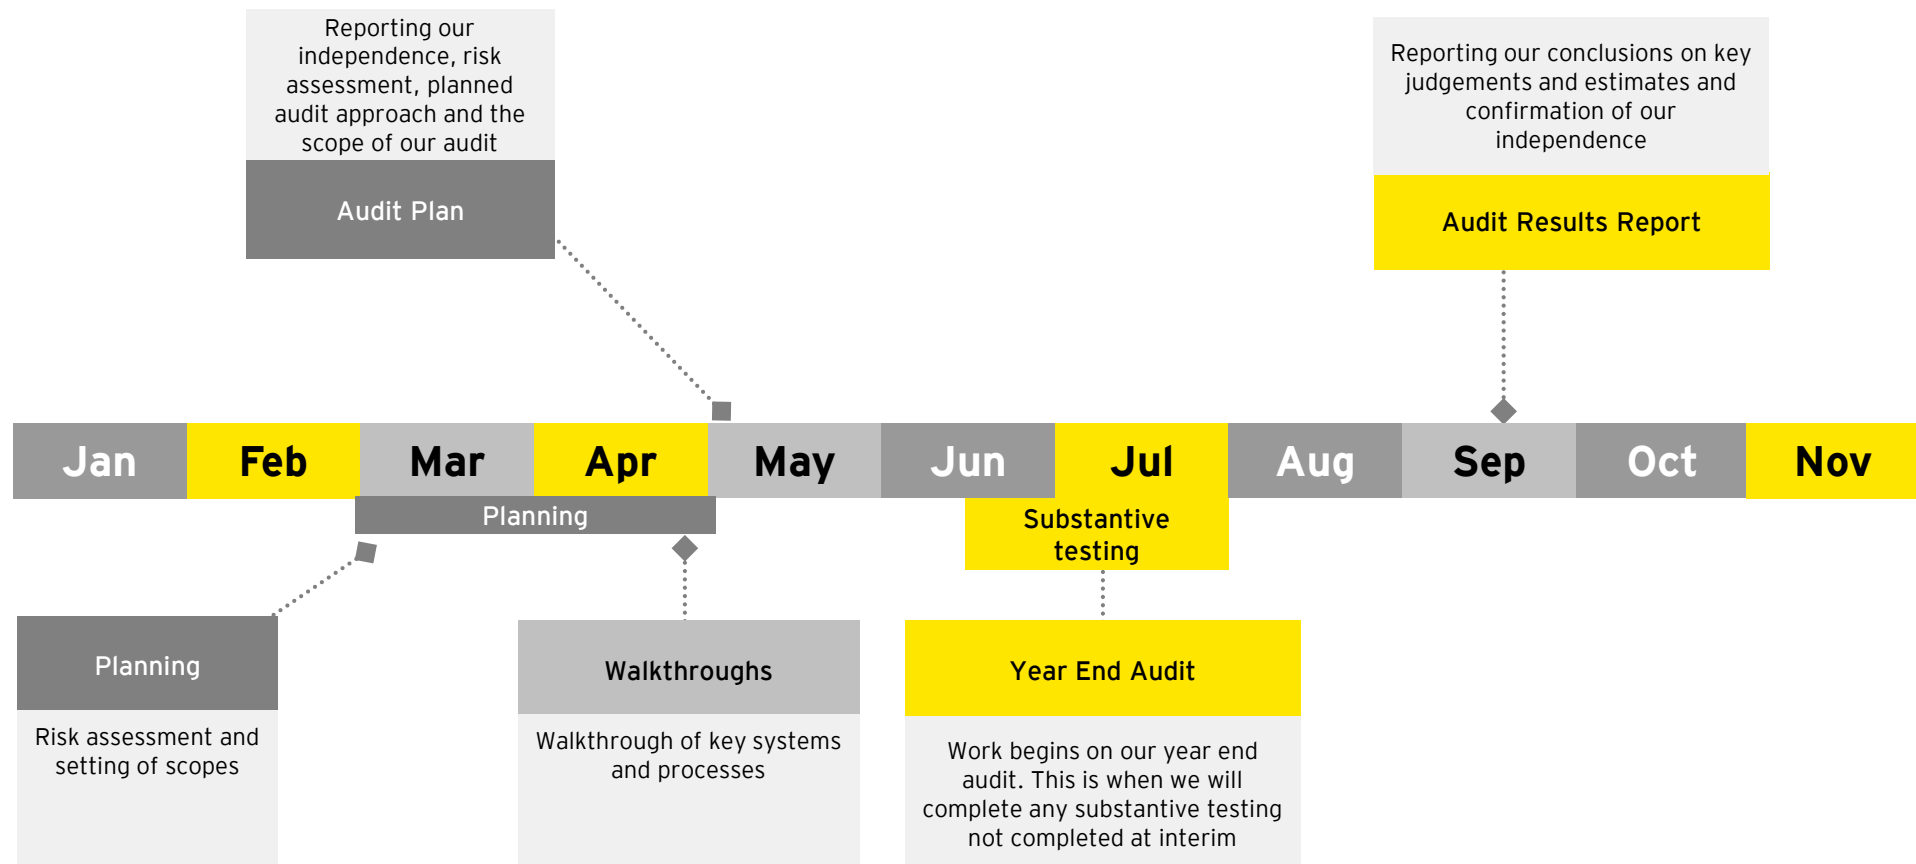 Reporting our
independence, risk
assessment, planned
audit approach and the
scope of our audit
Audit Plan
Reporting our conclusions on key
judgements and estimates and
confirmation of our
independence
Audit Results Report
Jan Feb Mar Apr May Jun Jul Aug Sep Oct Nov
Planning
Substantive
testing
Planning
Risk assessment and
setting of scopes
Walkthroughs
Walkthrough of key systems
and processes
Year End Audit
Work begins on our year end
audit. This is when we will
complete any substantive testing
not completed at interim